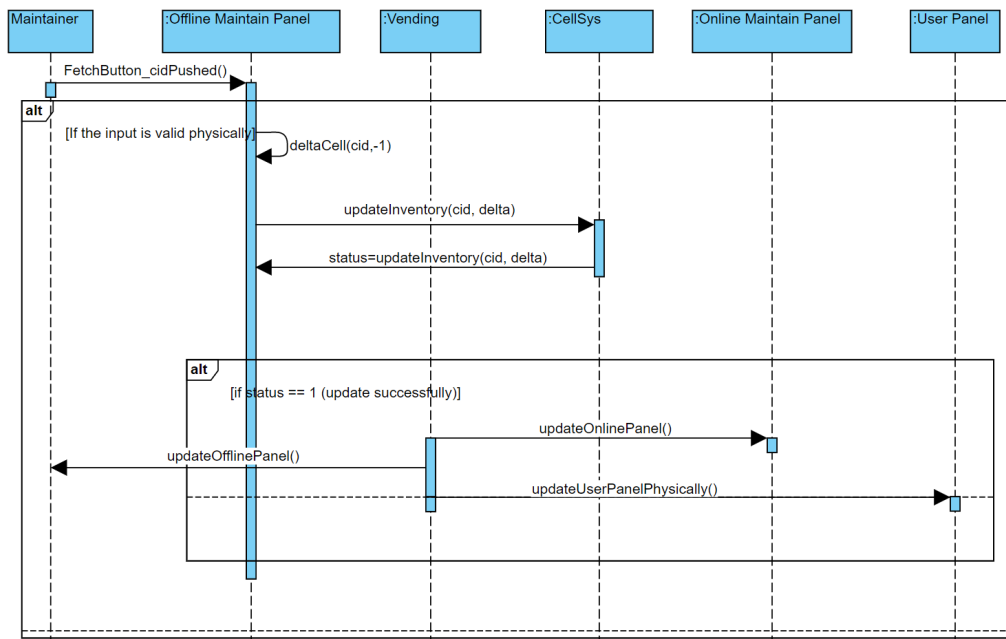 Maintainer
:Offline Maintain Panel
:Vending
:CellSys
:Online Maintain Panel
:User Panel
FetchButton_cidPushed()
alt
[If the input is valid physically]
deltaCell(cid,-1)
updateInventory(cid, delta)
status=updateInventory(cid, delta)
alt
[if status == 1 (update successfully)]
updateOnlinePanel()
updateOfflinePanel()
updateUserPanelPhysically()